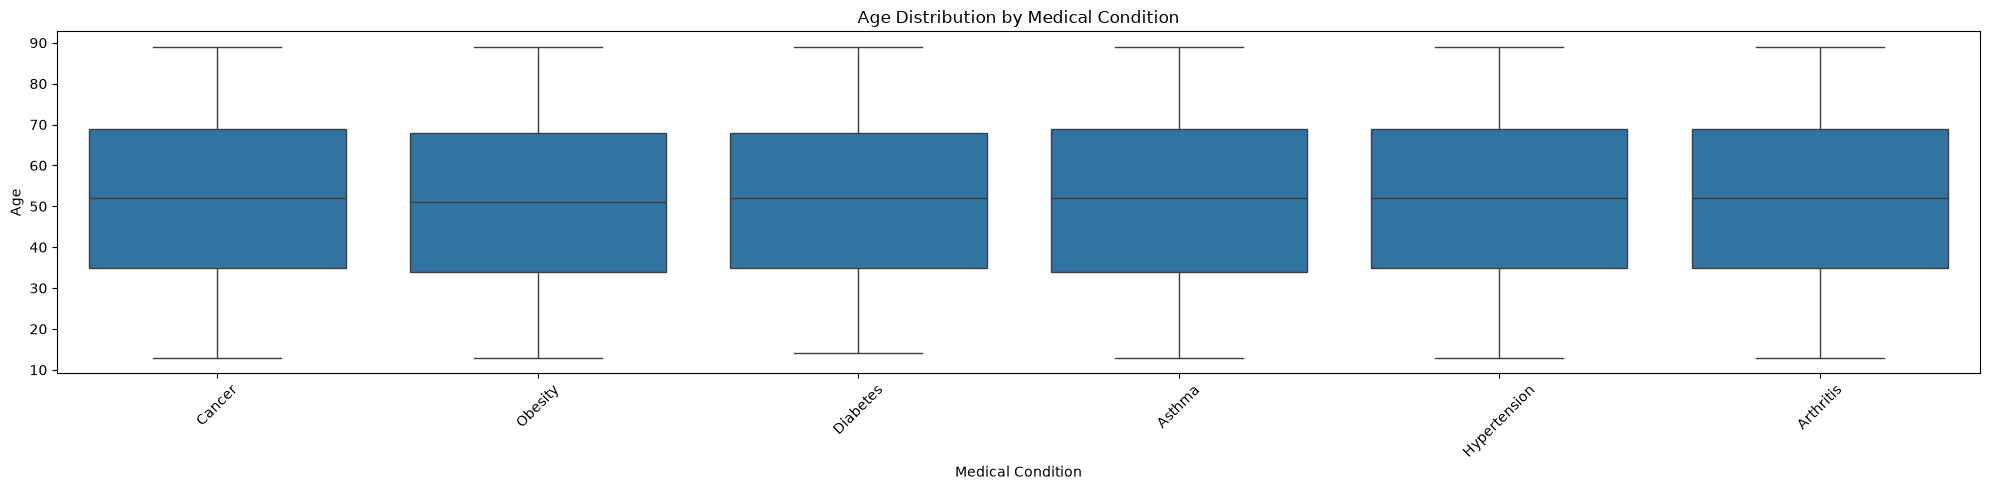 Age Distribution by Medical Condition
90
80
70
60
50
40
30
20
10
Age
Cancer
Obesity
Diabetes
Asthma
Hypertension
Arthritis
Medical Condition